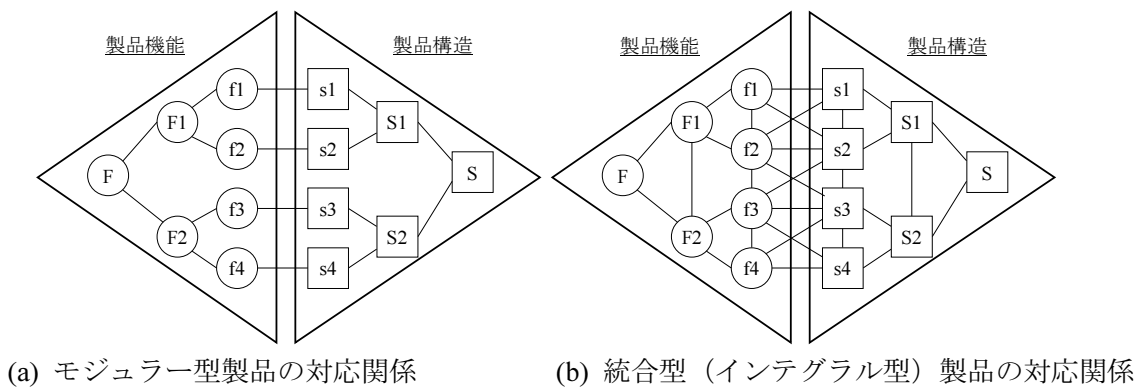 製品機能
製品構造
f1
s1
F1
S1
f2
s2
F
S
f3
s3
F2
S2
f4
s4
(a) モジュラー型製品の対応関係
製品機能
製品構造
f1
s1
F1
S1
f2
s2
F
S
f3
s3
F2
S2
f4
s4
(b) 統合型（インテグラル型）製品の対応関係